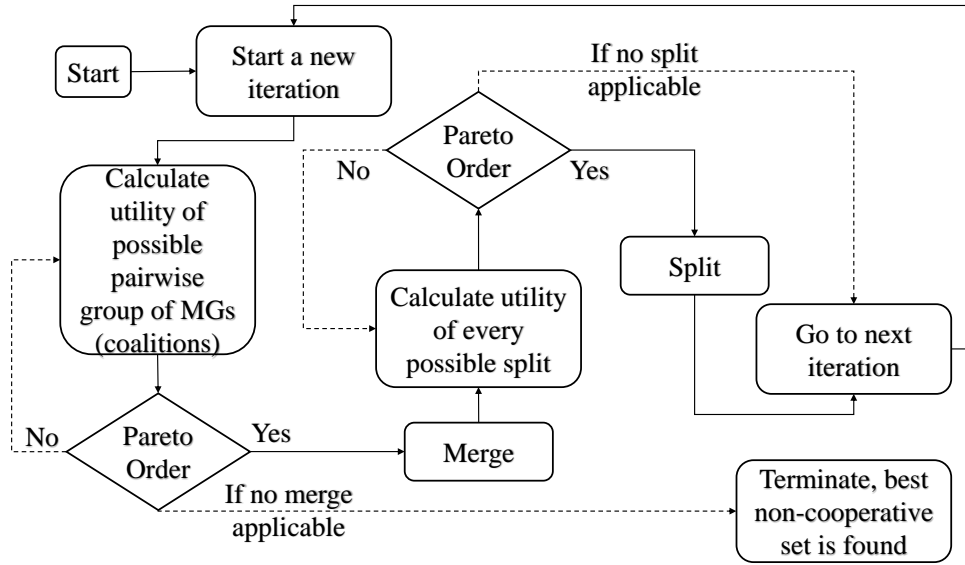 Start
Start a new
iteration
Calculate
utility of
possible
pairwise
group of MGs
(coalitions)
No
Pareto
Order
Yes
If no merge
applicable
Merge
Calculate utility
of every
possible split
No
Pareto
Order
Yes
If no split
applicable
Split
Go to next
iteration
Terminate, best
non-cooperative
set is found